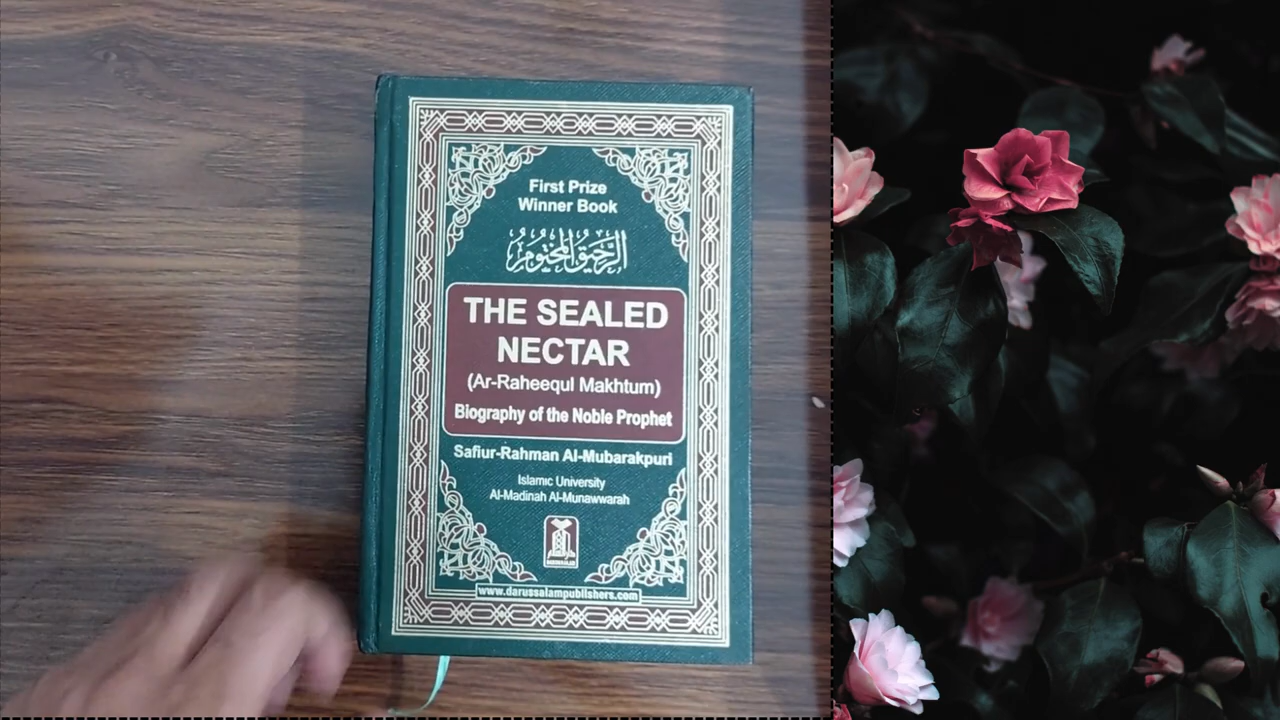 First Prize
Winner Book
الرحيق المختوم
THE SEALED
NECTAR
(Ar-Raheequl Makhtum)
Biography of the Noble Prophet
Safiur-Rahman Al-Mubarakpuri
Islamic University
Al-Madinah Al-Munawwarah
DARUSSALAM
www.darussalampublishers.com